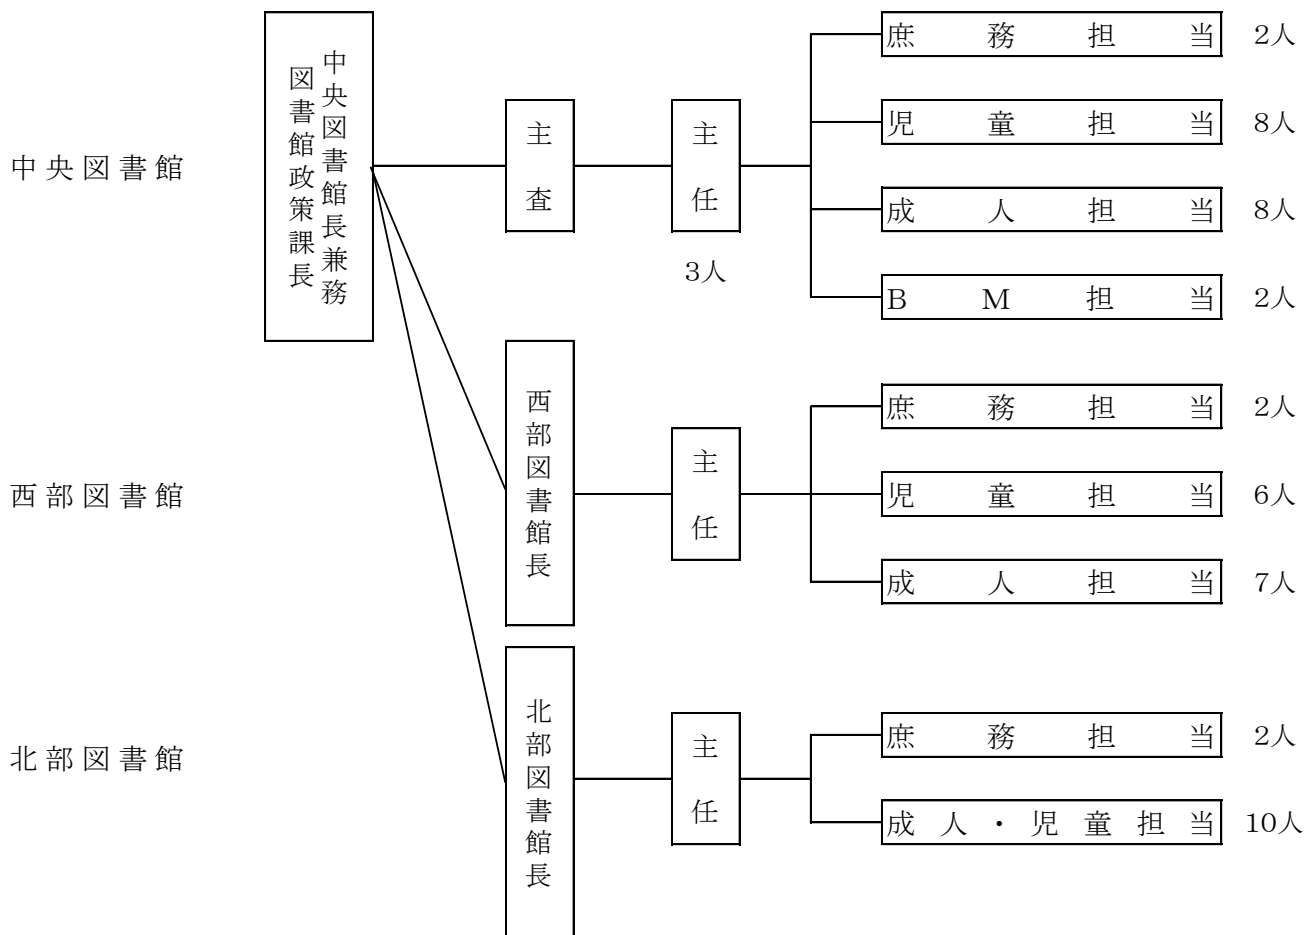 中央図書館
中央図書館長兼務
図書館政策課長
主査
主任
3人
庶務担当 2人
児童担当 8人
成人担当 8人
BM担当 2人
西部図書館
西部図書館長
主任
庶務担当 2人
児童担当 6人
成人担当 7人
北部図書館
北部図書館長
主任
庶務担当 2人
成人・児童担当 10人